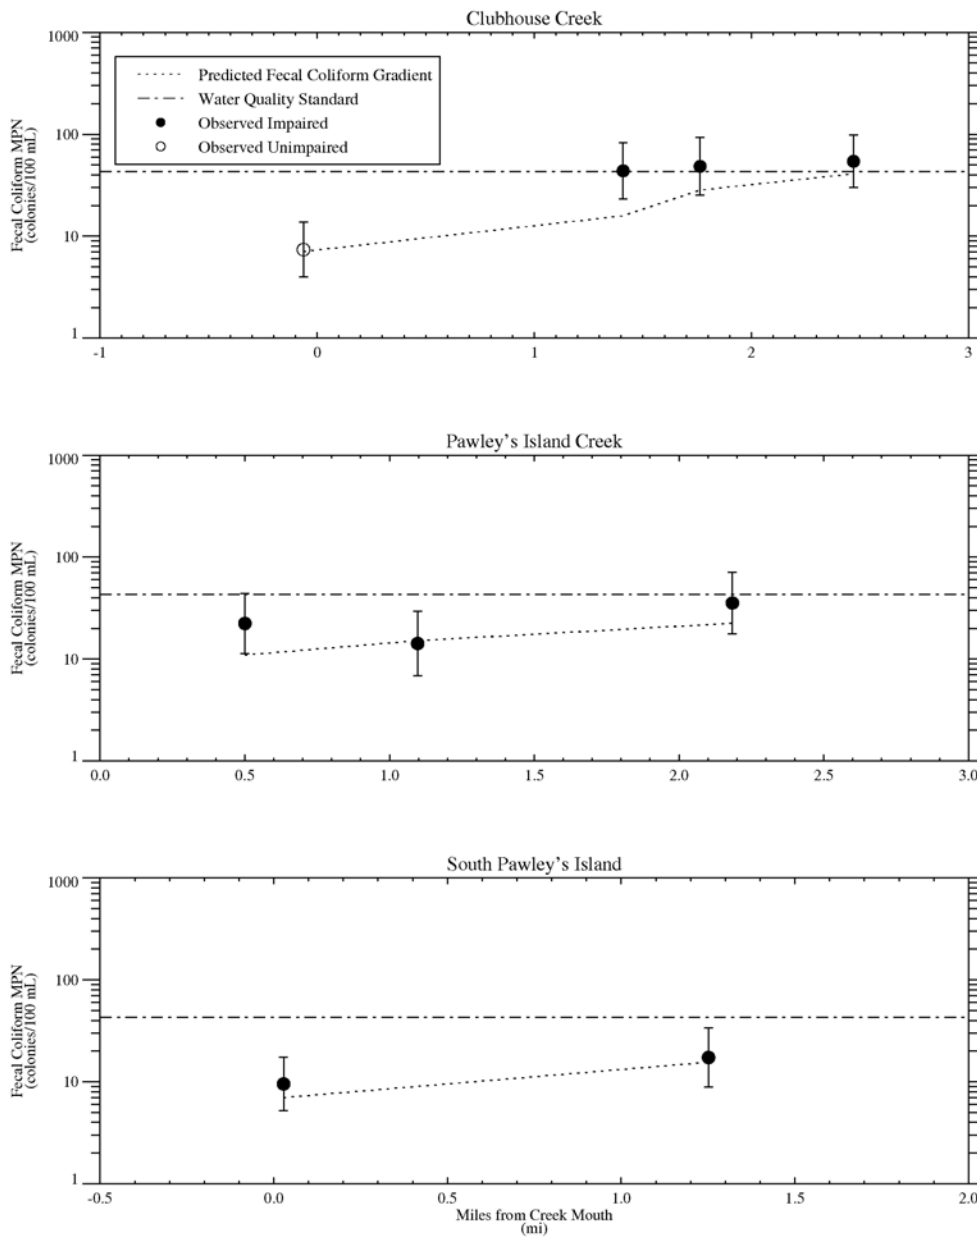 Clubhouse Creek
1000
100
10
1
Fecal Coliform MPN
(colonies/100 mL)
Predicted Fecal Coliform Gradient
Water Quality Standard
Observed Impaired
Observed Unimpaired
-1 0 1 2 3
Pawley's Island Creek
1000
100
10
1
Fecal Coliform MPN
(colonies/100 mL)
0.0 0.5 1.0 1.5 2.0 2.5 3.0
South Pawley's Island
1000
100
10
1
Fecal Coliform MPN
(colonies/100 mL)
-0.5 0.0 0.5 1.0 1.5 2.0
Miles from Creek Mouth
(mi)